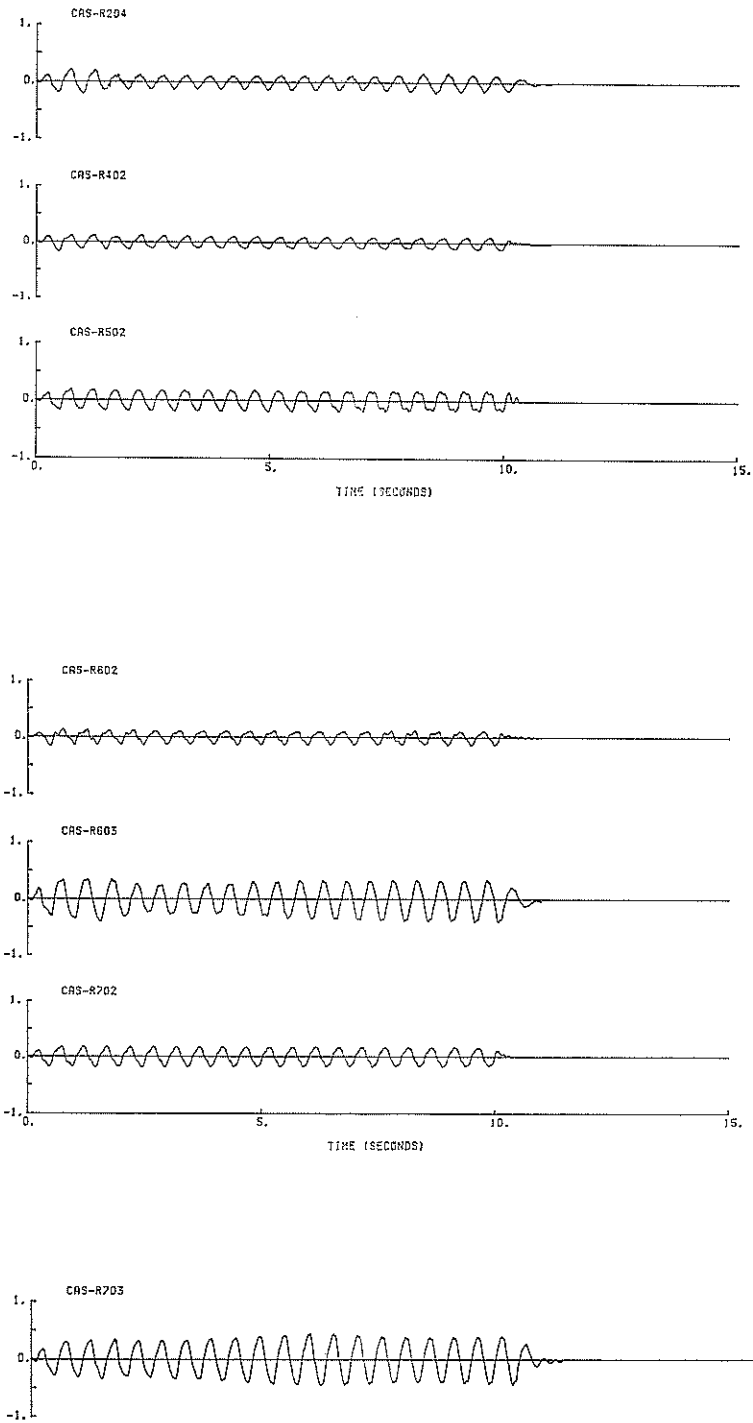 CAS-R204
1.
0.
-1.
CAS-R402
1.
0.
-1.
CAS-R502
1.
0.
-1.
0. 5. 10. 15.
TIME (SECONDS)
CAS-R602
1.
0.
-1.
CAS-R603
1.
0.
-1.
CAS-R702
1.
0.
-1.
0. 5. 10. 15.
TIME (SECONDS)
CAS-R703
1.
0.
-1.